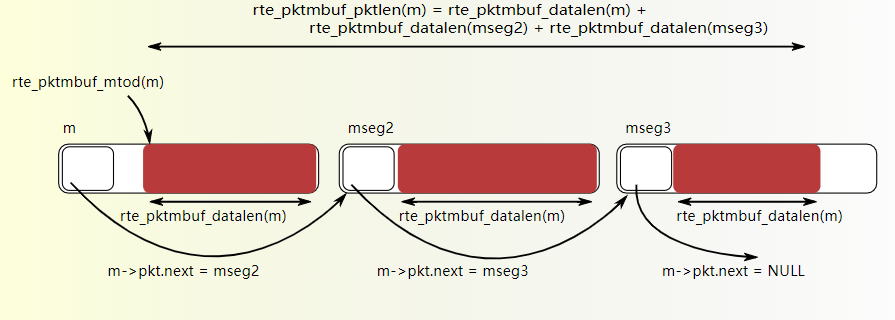 rte_pktmbuf_pktlen(m) = rte_pktmbuf_datalen(m) +
rte_pktmbuf_datalen(mseg2) + rte_pktmbuf_datalen(mseg3)
rte_pktmbuf_mtod(m)
m
mseg2
mseg3
rte_pktmbuf_datalen(m)
rte_pktmbuf_datalen(m)
rte_pktmbuf_datalen(m)
m->pkt.next = mseg2
m->pkt.next = mseg3
m->pkt.next = NULL